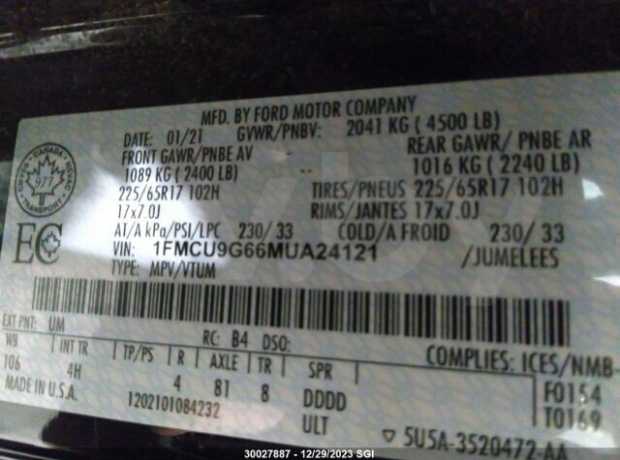 MFD. BY FORD MOTOR COMPANY
DATE: 01/21 GVWR/PNBV: 2041 KG ( 4500 LB)
FRONT GAWR/PNBE AV REAR GAWR/ PNBE AR
1089 KG ( 2400 LB) 1016 KG ( 2240 LB)
225/65R17 102H TIRES/PNEUS 225/65R17 102H
17x7.0J RIMS/JANTES 17x7.0J
AT/A kPa/PSI/LPC 230/ 33 COLD/A FROID 230/ 33
VIN: 1FMCU9G66MUA24121 /JUMELEES
TYPE: MPV/VTUM
CANADA
977
TRANSPORT
EC
EXT PNT: UM RC: B4 DSO:
COMPLIES: ICES/NMB-
WB INT TR TP/PS R AXLE TR SPR
106 4H 4 81 8 DDDD F0154
MADE IN U.S.A. 1202101084232 ULT T0169
▽ 5U5A-3520472-AA
30027887 - 12/29/2023 SGI